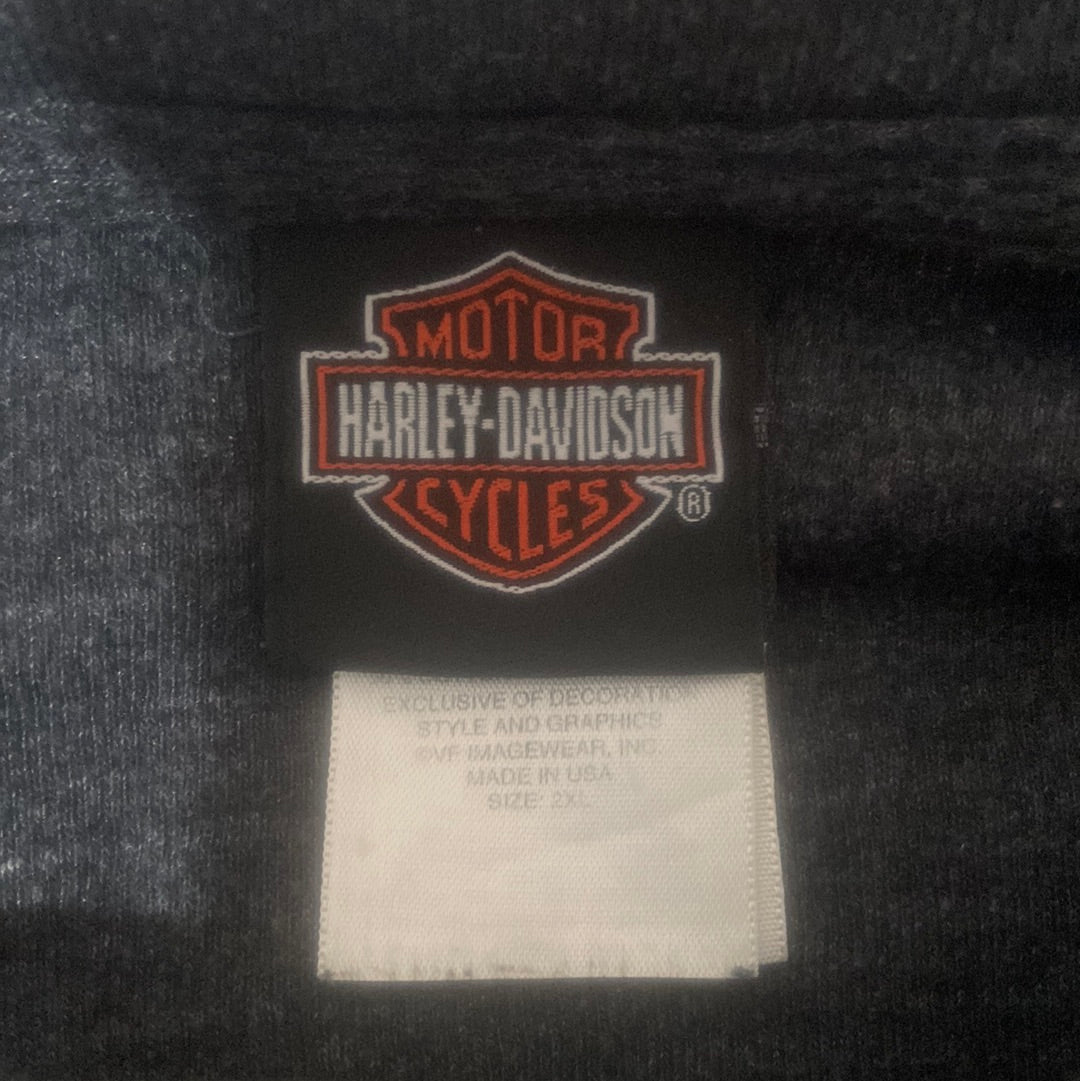 MOTOR
HARLEY-DAVIDSON
CYCLES
®
EXCLUSIVE OF DECORATION
STYLE AND GRAPHICS
©VF IMAGEWEAR, INC.
MADE IN USA
SIZE: 2XL